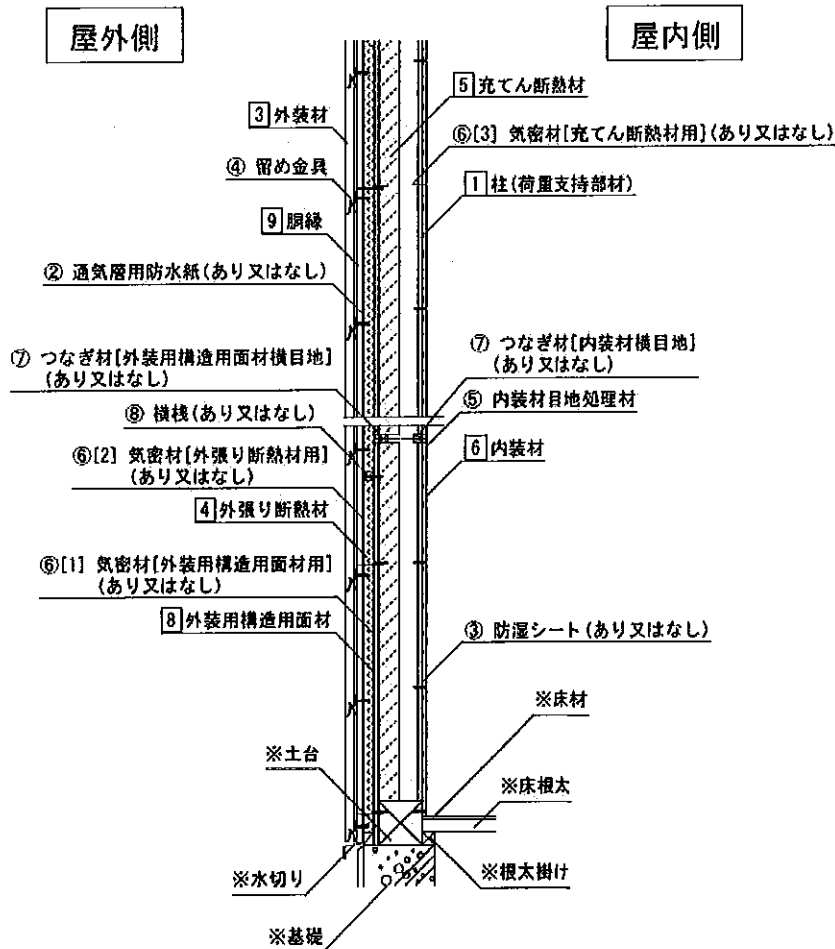 屋外側
屋内側
5 充てん断熱材
3 外装材
⑥[3] 気密材[充てん断熱材用](あり又はなし)
④ 留め金具
1 柱(荷重支持部材)
9 胴縁
② 通気層用防水紙(あり又はなし)
⑦ つなぎ材[外装用構造用面材横目地]
(あり又はなし)
⑦ つなぎ材[内装材横目地]
(あり又はなし)
⑧ 横桟(あり又はなし)
⑤ 内装材目地処理材
⑥[2] 気密材[外張り断熱材用]
(あり又はなし)
6 内装材
4 外張り断熱材
⑥[1] 気密材[外装用構造用面材用]
(あり又はなし)
8 外装用構造用面材
③ 防湿シート(あり又はなし)
※床材
※土台
※床根太
※水切り
※根太掛け
※基礎